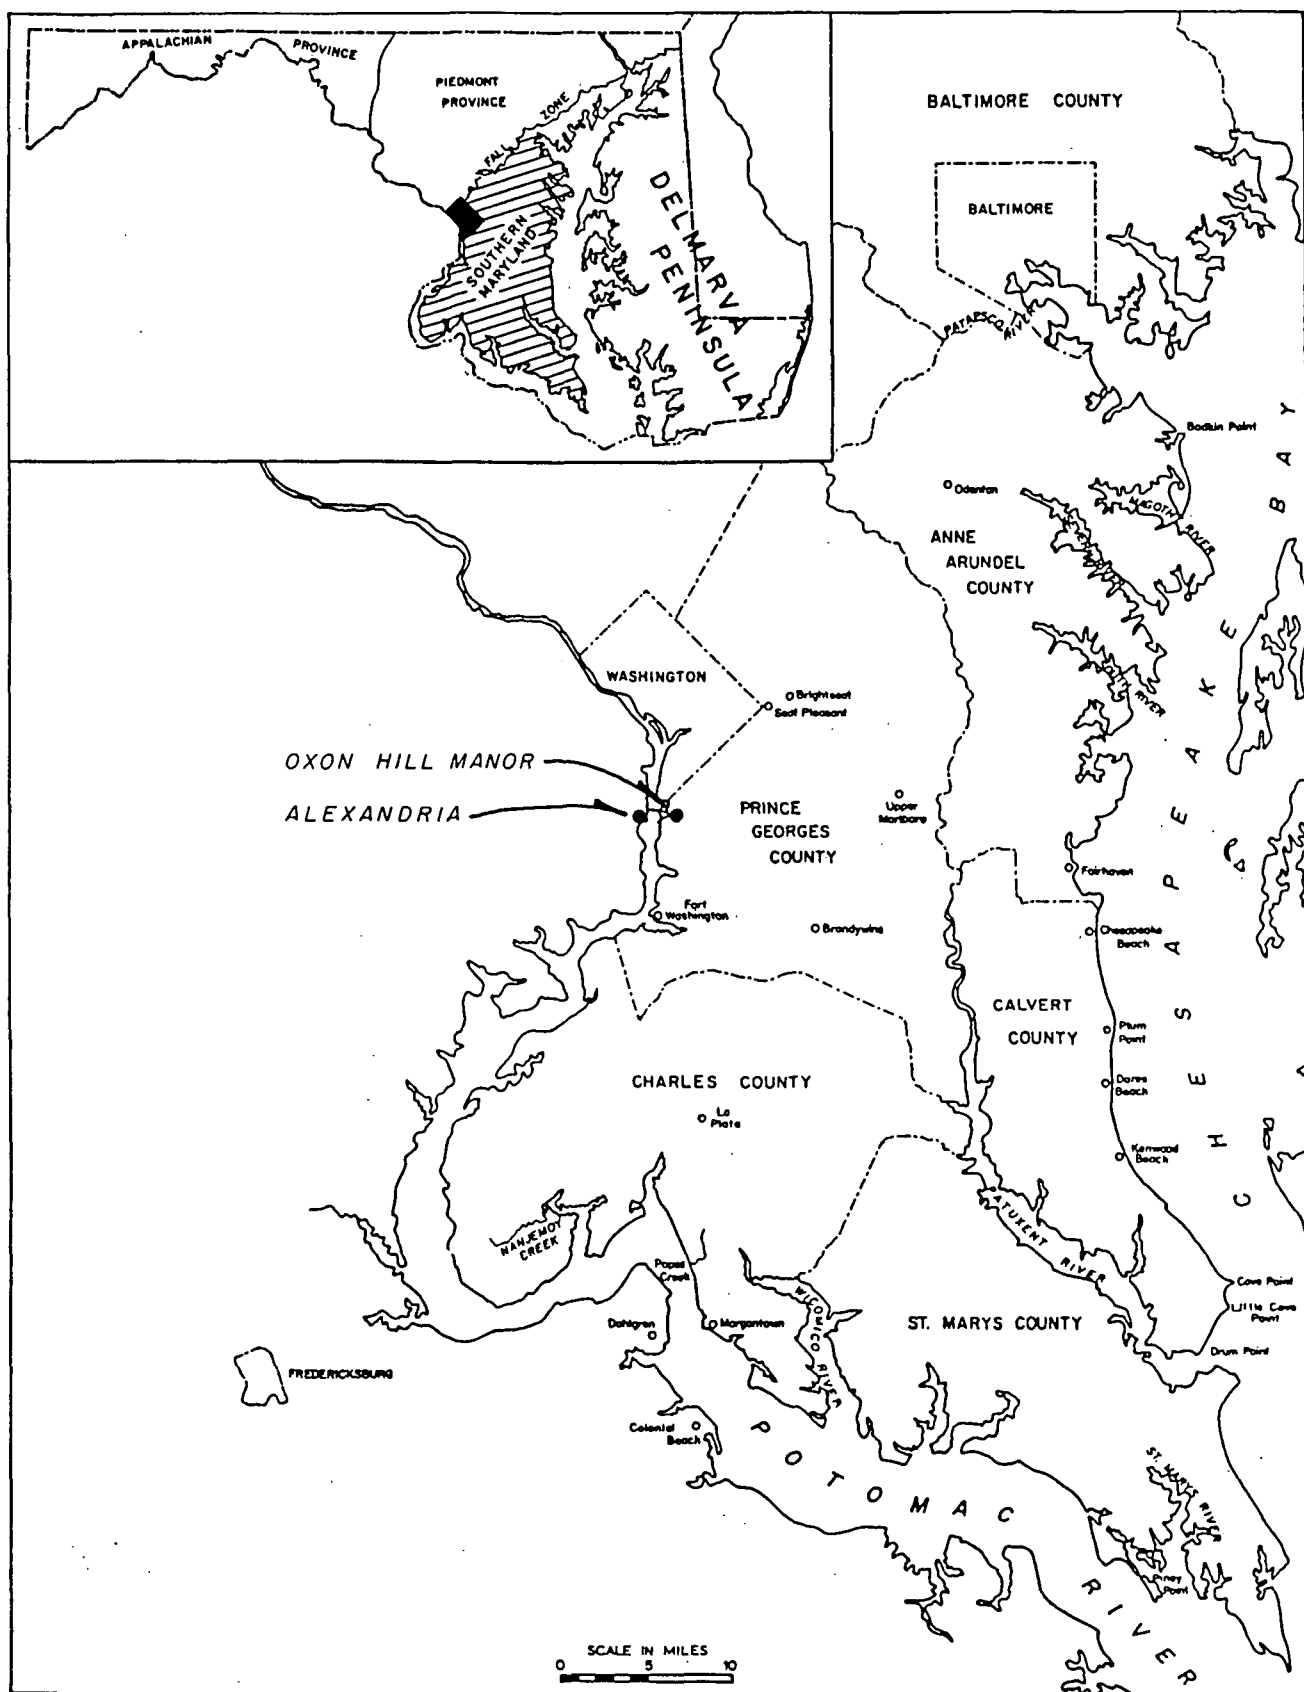 APPALACHIAN PROVINCE
PIEDMONT
PROVINCE
FALL ZONE
SOUTHERN
MARYLAND
DELMARVA
PENINSULA
BALTIMORE COUNTY
BALTIMORE
PATAPSCO
RIVER
Bodkin Point
Odenton
MAGOTHY RIVER
ANNE
ARUNDEL
COUNTY
CHESAPEAKE BAY
WASHINGTON
Brightseat
Seat Pleasant
RIVER
OXON HILL MANOR
ALEXANDRIA
PRINCE
GEORGES
COUNTY
Upper
Marlboro
Fairhaven
Fort
Washington
Brandywine
Chesapeake
Beach
CALVERT
COUNTY
Plum
Point
Dares
Beach
CHARLES COUNTY
La
Plata
Kenwood
Beach
NANJEMOY
CREEK
PATUXENT RIVER
Popes
Creek
WICOMICO RIVER
Cove Point
Little Cove
Point
Dahlgren
Morgantown
ST. MARYS COUNTY
Drum Point
FREDERICKSBURG
Colonial
Beach
POTOMAC RIVER
ST. MARYS RIVER
Piney
Point
SCALE IN MILES
0 5 10